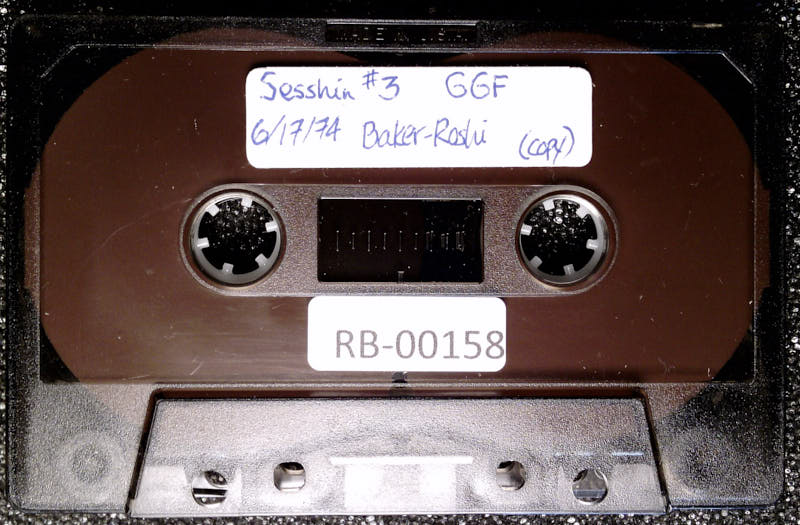 MADE IN U.S.A.
Sesshin #3 GGF
6/17/74 Baker-Roshi (copy)
RB-00158